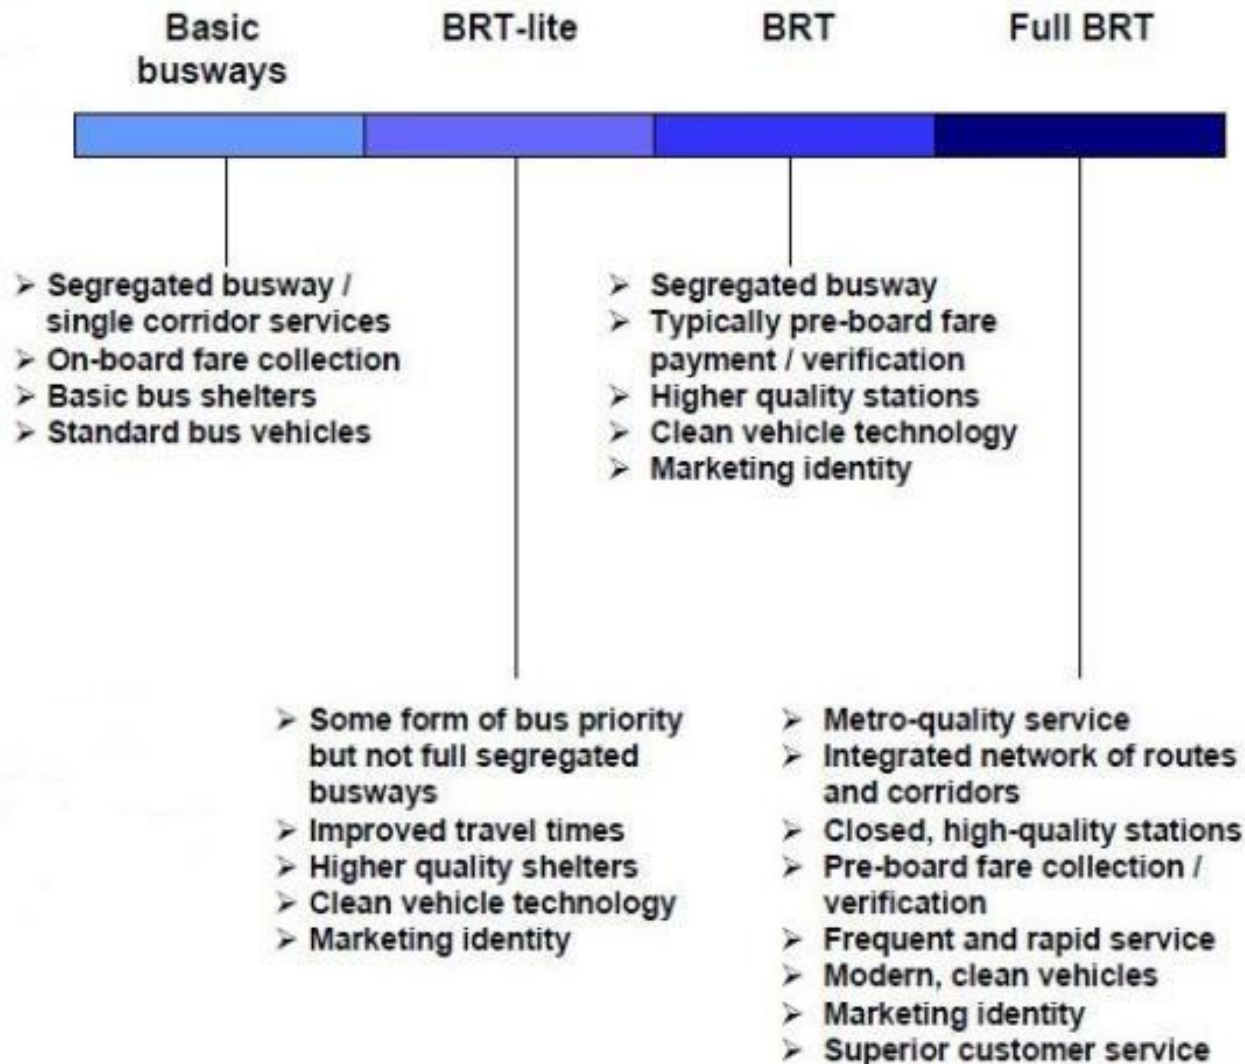 Basic
busways
BRT-lite
BRT
Full BRT
➢ Segregated busway /
single corridor services
➢ On-board fare collection
➢ Basic bus shelters
➢ Standard bus vehicles
➢ Segregated busway
➢ Typically pre-board fare
payment / verification
➢ Higher quality stations
➢ Clean vehicle technology
➢ Marketing identity
➢ Some form of bus priority
but not full segregated
busways
➢ Improved travel times
➢ Higher quality shelters
➢ Clean vehicle technology
➢ Marketing identity
➢ Metro-quality service
➢ Integrated network of routes
and corridors
➢ Closed, high-quality stations
➢ Pre-board fare collection /
verification
➢ Frequent and rapid service
➢ Modern, clean vehicles
➢ Marketing identity
➢ Superior customer service